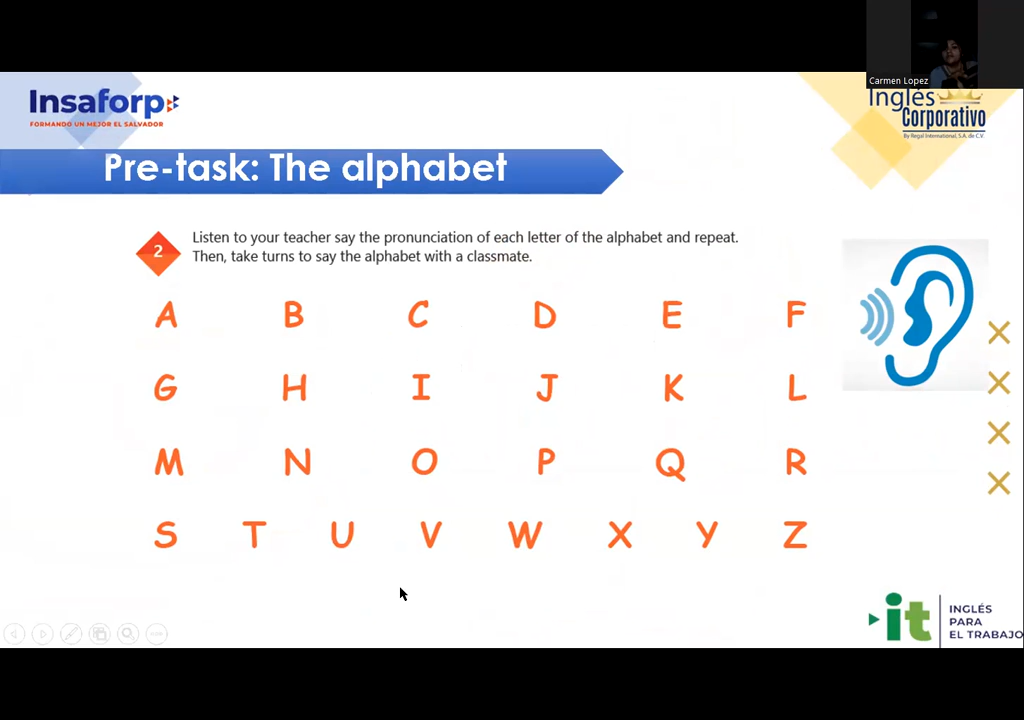 Carmen Lopez
Insaforp
FORMANDO UN MEJOR EL SALVADOR
Inglés
Corporativo
By Regal International, S.A. de C.V.
Pre-task: The alphabet
2
Listen to your teacher say the pronunciation of each letter of the alphabet and repeat.
Then, take turns to say the alphabet with a classmate.
A B C D E F
G H I J K L
M N O P Q R
S T U V W X Y Z
it
INGLÉS
PARA
EL TRABAJO